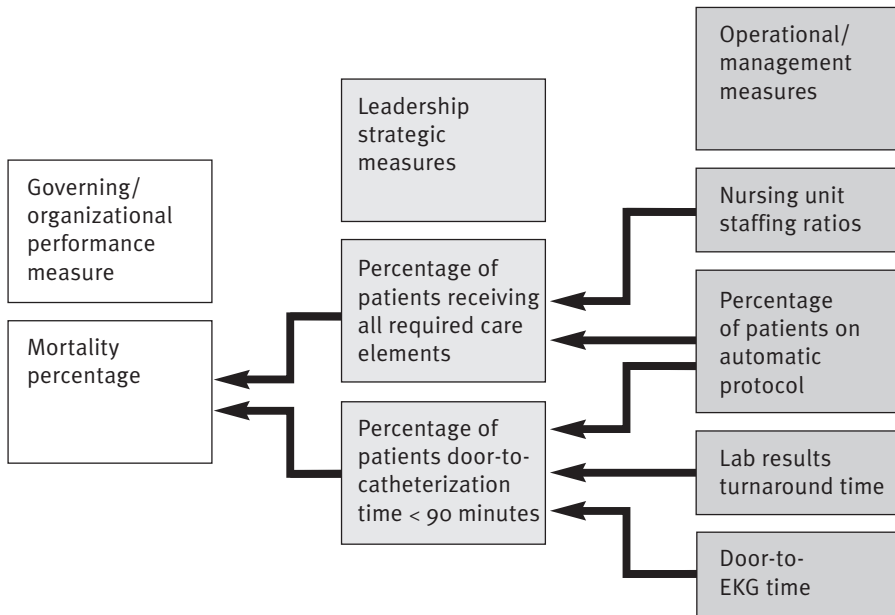 Governing/
organizational
performance
measure
Mortality
percentage
Leadership
strategic
measures
Percentage of
patients receiving
all required care
elements
Percentage of
patients door-to-
catheterization
time < 90 minutes
Operational/
management
measures
Nursing unit
staffing ratios
Percentage
of patients on
automatic
protocol
Lab results
turnaround time
Door-to-
EKG time